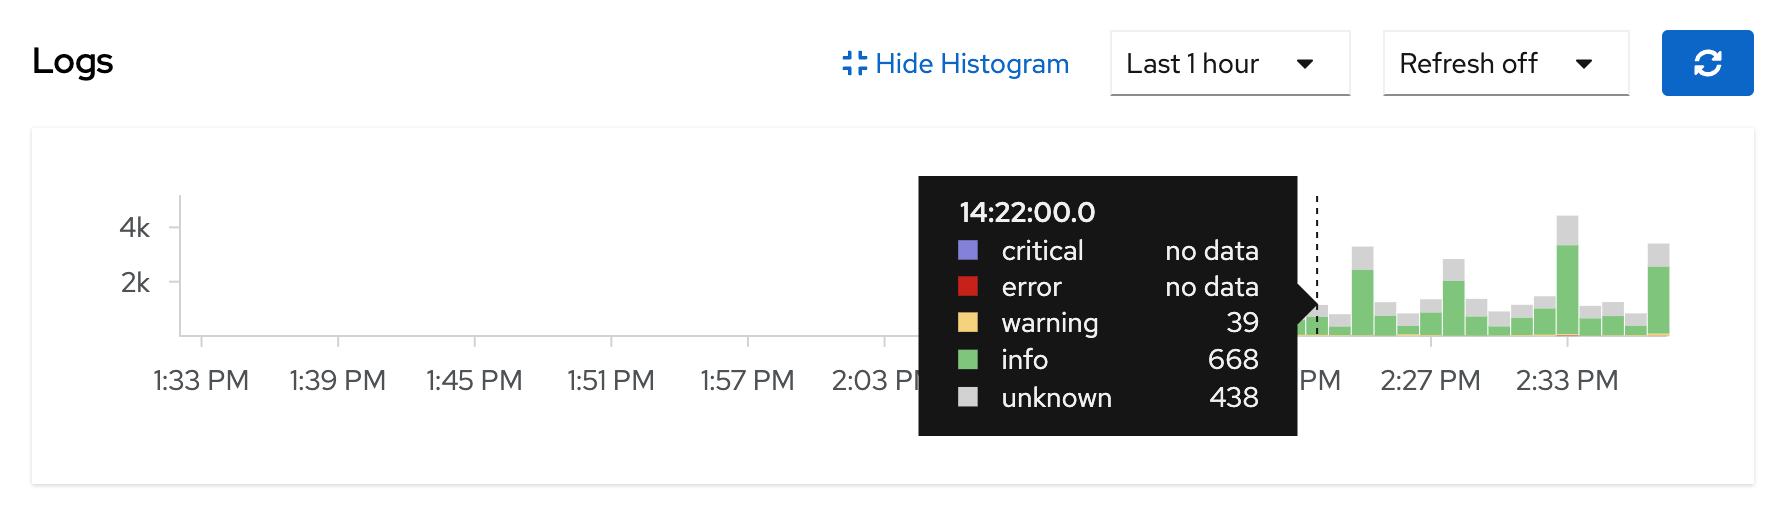 Logs
Hide Histogram
Last 1 hour
Refresh off
4k
2k
14:22:00.0
critical no data
error no data
warning 39
info 668
unknown 438
1:33 PM 1:39 PM 1:45 PM 1:51 PM 1:57 PM 2:03 PM 2:27 PM 2:33 PM